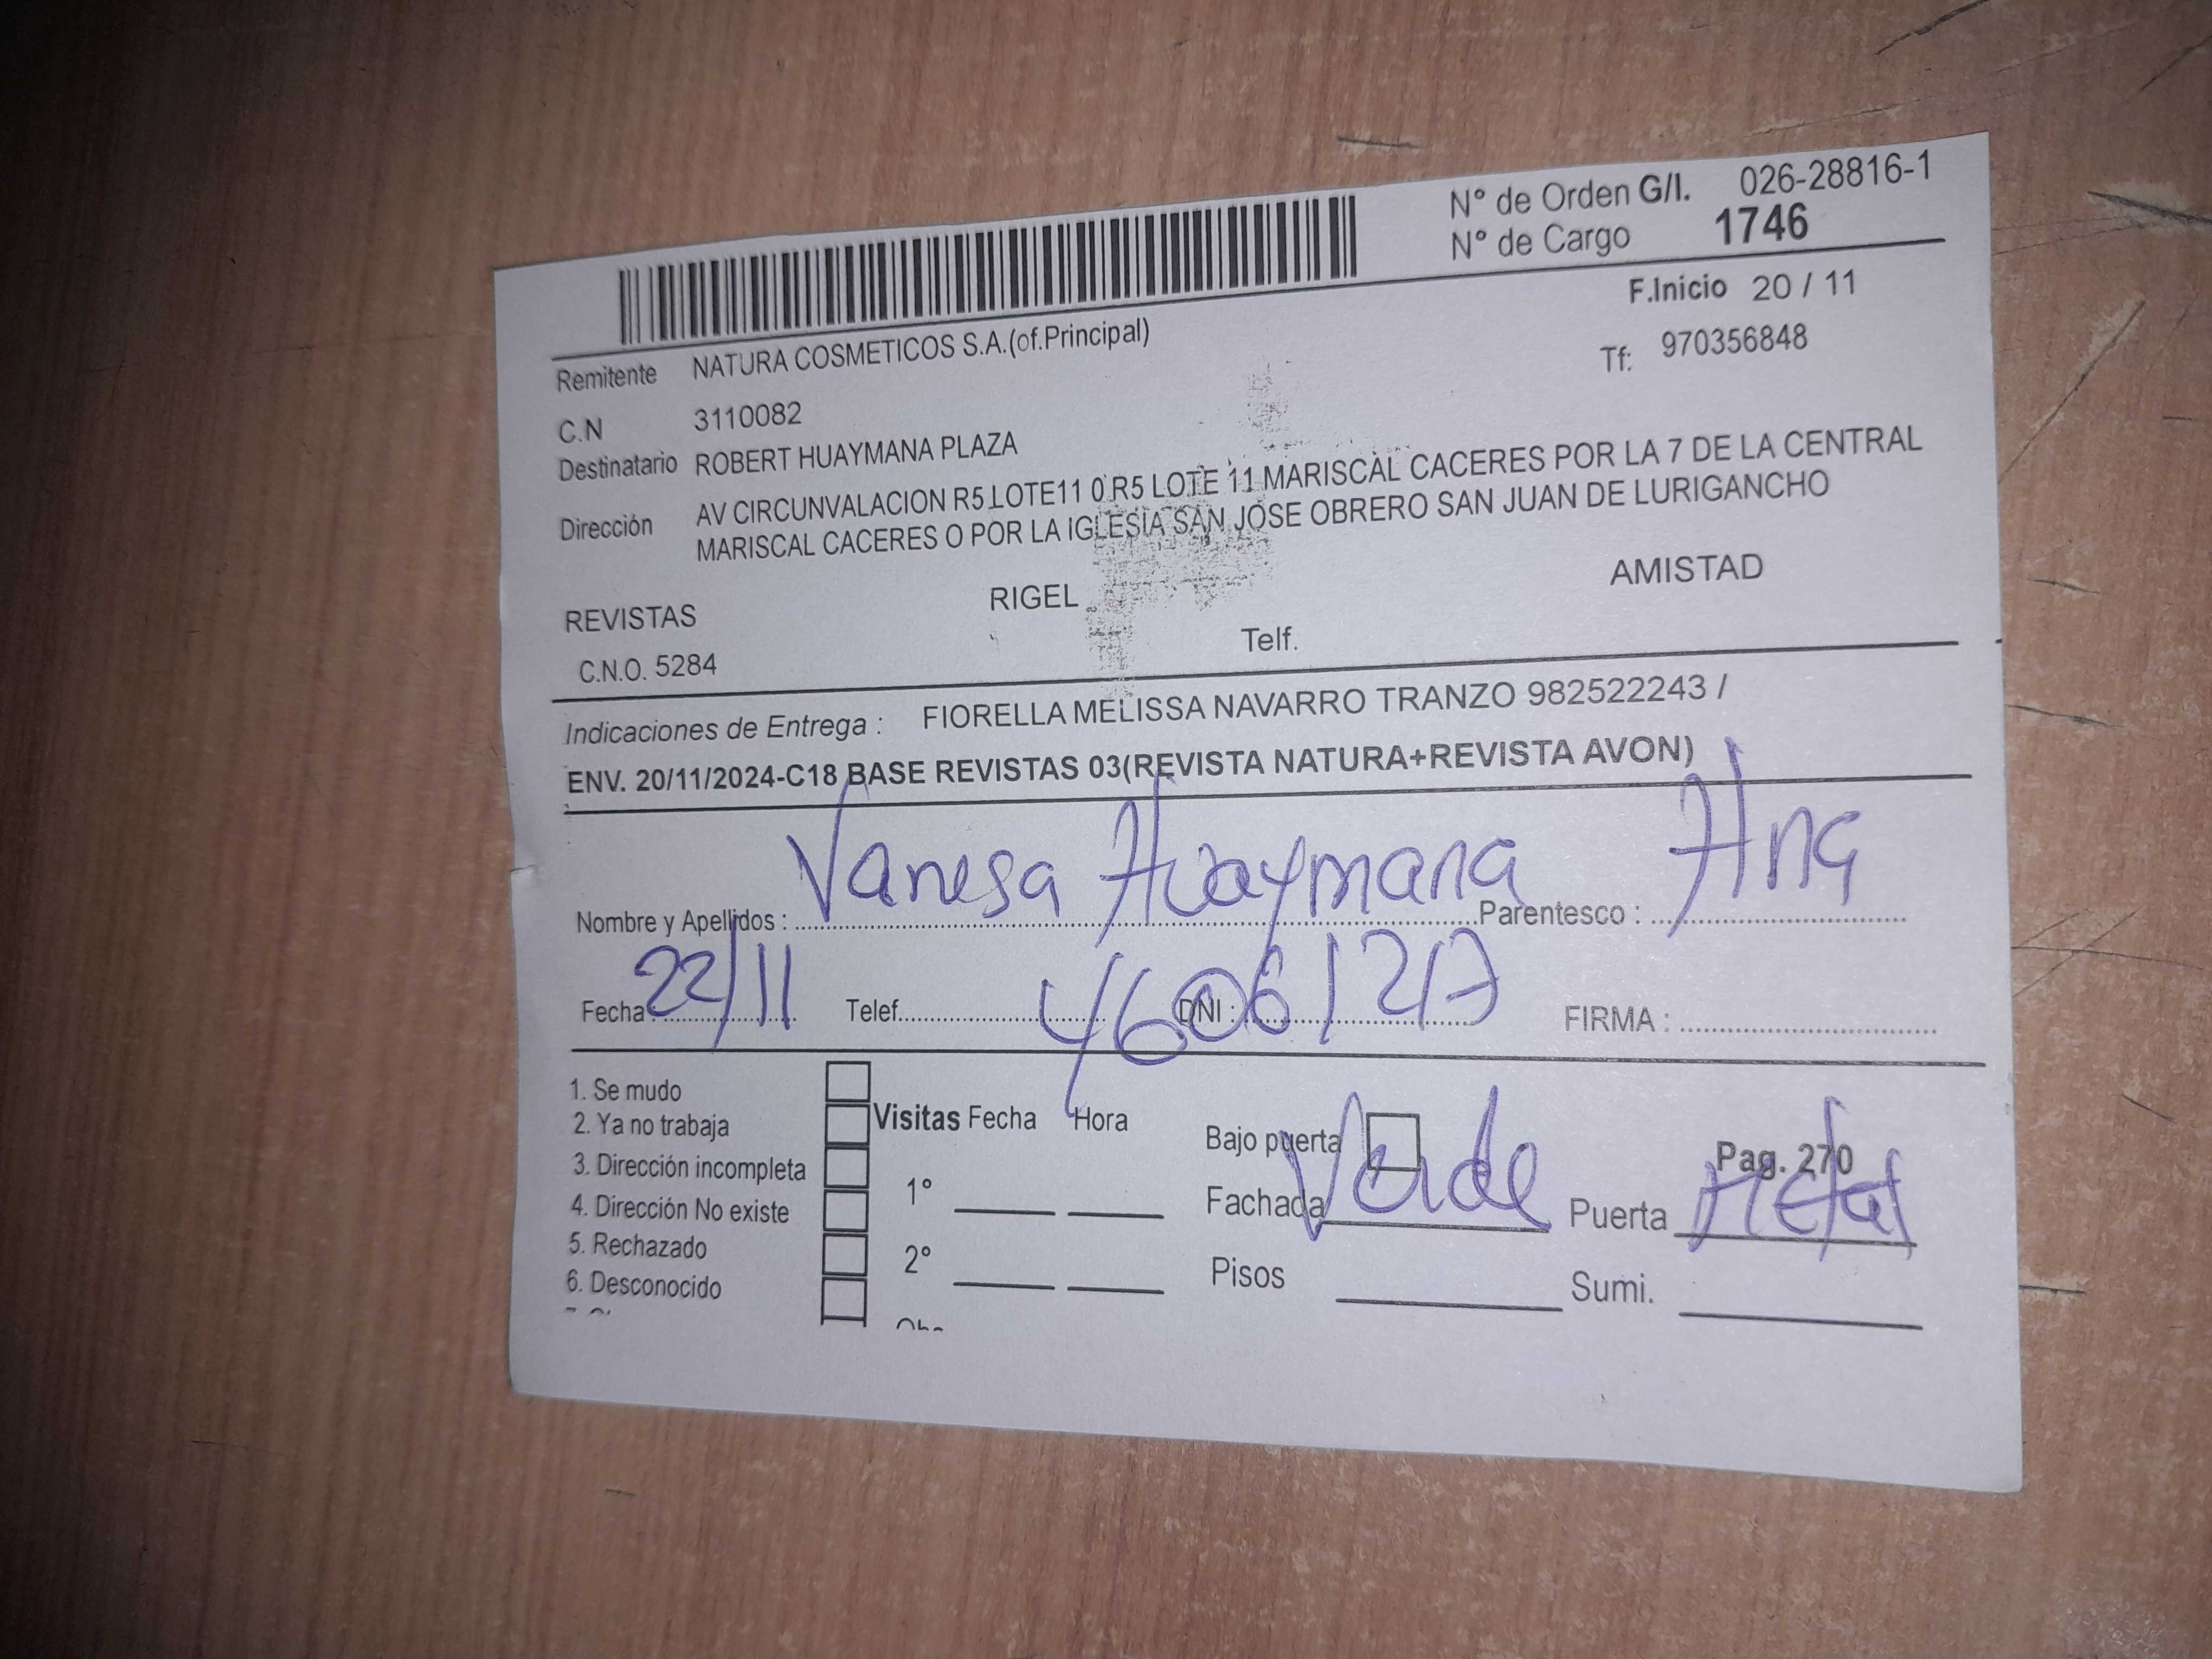 N° de Orden G/I. 026-28816-1
N° de Cargo 1746
F.Inicio 20 / 11
Remitente NATURA COSMETICOS S.A.(of.Principal)
Tf: 970356848
C.N 3110082
Destinatario ROBERT HUAYMANA PLAZA
Dirección AV CIRCUNVALACION R5 LOTE11 0 R5 LOTE 11 MARISCAL CACERES POR LA 7 DE LA CENTRAL
MARISCAL CACERES O POR LA IGLESIA SAN JOSE OBRERO SAN JUAN DE LURIGANCHO
REVISTAS RIGEL AMISTAD
C.N.O. 5284 Telf.
Indicaciones de Entrega : FIORELLA MELISSA NAVARRO TRANZO 982522243 /
ENV. 20/11/2024-C18 BASE REVISTAS 03(REVISTA NATURA+REVISTA AVON)
Nombre y Apellidos : Vanesa Huaymana Parentesco : Hna
Fecha : 22/11 Telef. DNI : 46061217 FIRMA :
1. Se mudo
2. Ya no trabaja
3. Dirección incompleta
4. Dirección No existe
5. Rechazado
6. Desconocido
Visitas Fecha Hora
1°
2°
Bajo puerta
Pag. 270
Fachada Verde Puerta Metal
Pisos Sumi.